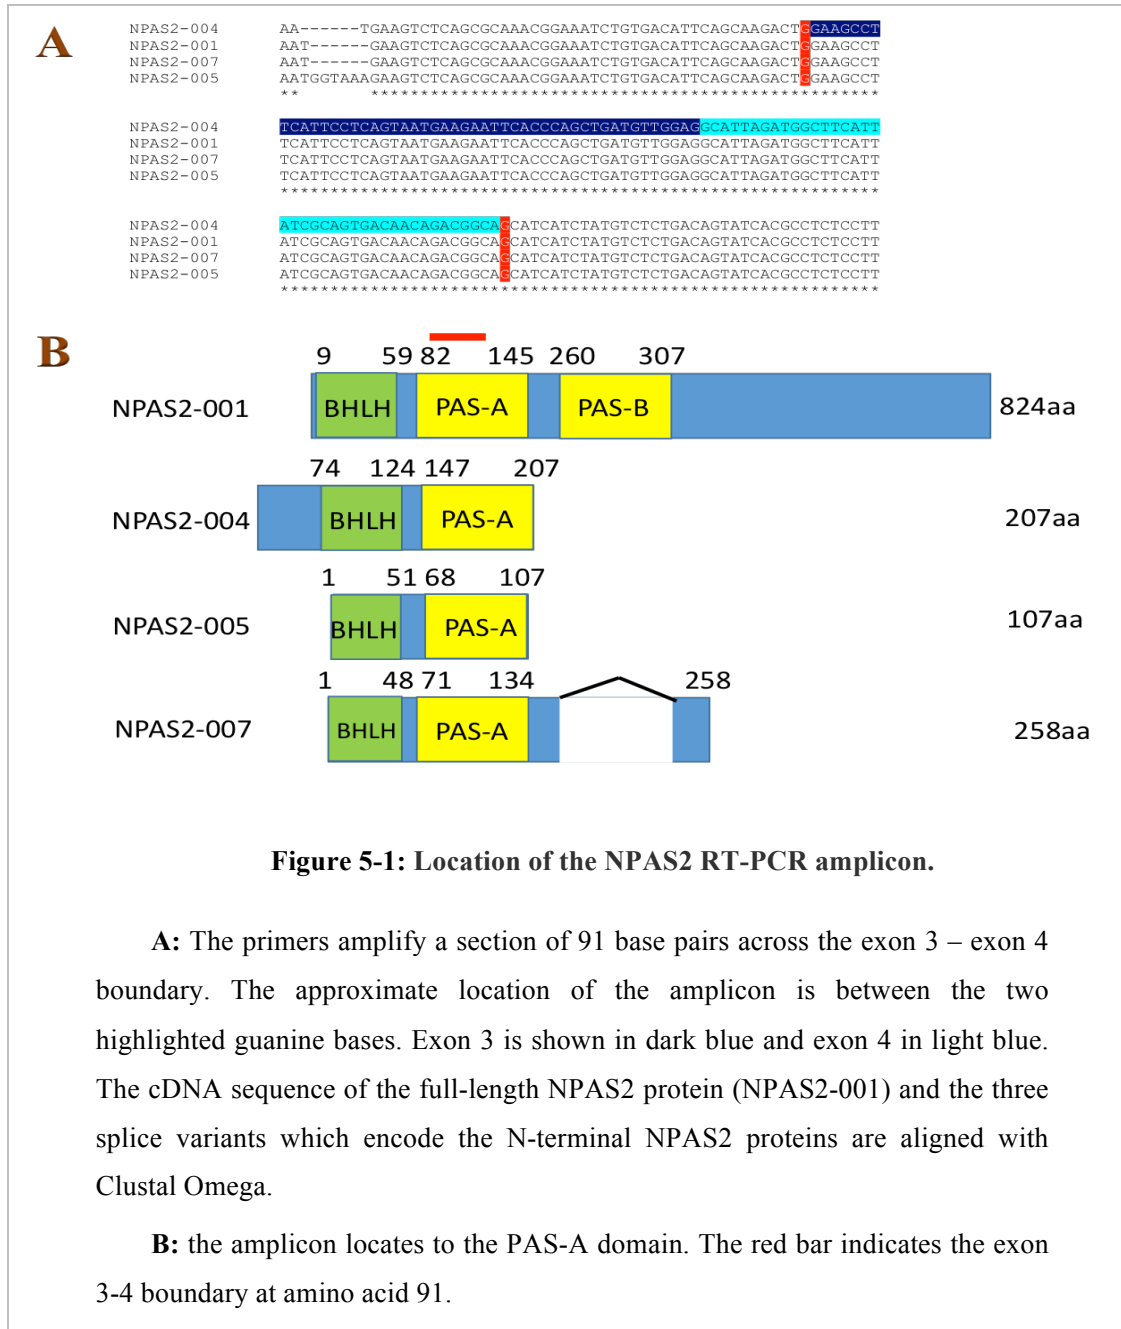 A
NPAS2-004 AA------TGAAGTCTCAGCGCAAACGGAAATCTGTGACATTCAGCAAGACTGGAAGCCT
NPAS2-001 AAT------GAAGTCTCAGCGCAAACGGAAATCTGTGACATTCAGCAAGACTGGAAGCCT
NPAS2-007 AAT------GAAGTCTCAGCGCAAACGGAAATCTGTGACATTCAGCAAGACTGGAAGCCT
NPAS2-005 AATGGTAAAGAAGTCTCAGCGCAAACGGAAATCTGTGACATTCAGCAAGACTGGAAGCCT
** ***************************************************
NPAS2-004 TCATTCCTCAGTAATGAAGAATTCACCCAGCTGATGTTGGAGGCATTAGATGGCTTCATT
NPAS2-001 TCATTCCTCAGTAATGAAGAATTCACCCAGCTGATGTTGGAGGCATTAGATGGCTTCATT
NPAS2-007 TCATTCCTCAGTAATGAAGAATTCACCCAGCTGATGTTGGAGGCATTAGATGGCTTCATT
NPAS2-005 TCATTCCTCAGTAATGAAGAATTCACCCAGCTGATGTTGGAGGCATTAGATGGCTTCATT
************************************************************
NPAS2-004 ATCGCAGTGACAACAGACGGCAGCATCATCTATGTCTCTGACAGTATCACGCCTCTCCTT
NPAS2-001 ATCGCAGTGACAACAGACGGCAGCATCATCTATGTCTCTGACAGTATCACGCCTCTCCTT
NPAS2-007 ATCGCAGTGACAACAGACGGCAGCATCATCTATGTCTCTGACAGTATCACGCCTCTCCTT
NPAS2-005 ATCGCAGTGACAACAGACGGCAGCATCATCTATGTCTCTGACAGTATCACGCCTCTCCTT
************************************************************
B
9 59 82 145 260 307
NPAS2-001 BHLH PAS-A PAS-B 824aa
74 124 147 207
NPAS2-004 BHLH PAS-A 207aa
1 51 68 107
NPAS2-005 BHLH PAS-A 107aa
1 48 71 134 258
NPAS2-007 BHLH PAS-A 258aa
Figure 5-1: Location of the NPAS2 RT-PCR amplicon.
A: The primers amplify a section of 91 base pairs across the exon 3 – exon 4
boundary. The approximate location of the amplicon is between the two
highlighted guanine bases. Exon 3 is shown in dark blue and exon 4 in light blue.
The cDNA sequence of the full-length NPAS2 protein (NPAS2-001) and the three
splice variants which encode the N-terminal NPAS2 proteins are aligned with
Clustal Omega.
B: the amplicon locates to the PAS-A domain. The red bar indicates the exon
3-4 boundary at amino acid 91.